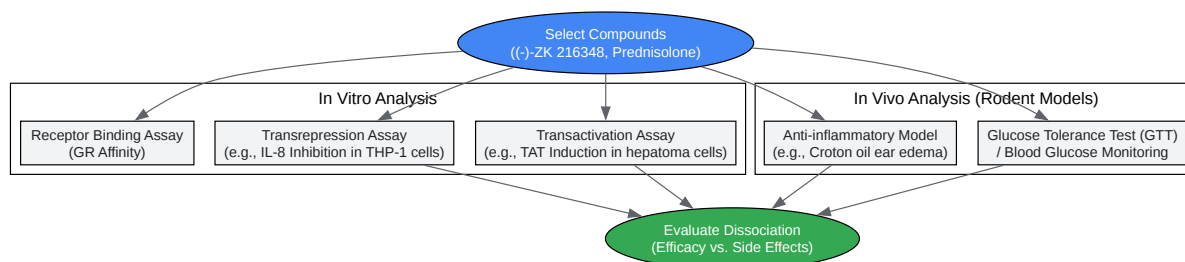 Select Compounds
((-)-ZK 216348, Prednisolone)
In Vitro Analysis
In Vivo Analysis (Rodent Models)
Receptor Binding Assay
(GR Affinity)
Transrepression Assay
(e.g., IL-8 Inhibition in THP-1 cells)
Transactivation Assay
(e.g., TAT Induction in hepatoma cells)
Anti-inflammatory Model
(e.g., Croton oil ear edema)
Glucose Tolerance Test (GTT)
/ Blood Glucose Monitoring
Evaluate Dissociation
(Efficacy vs. Side Effects)